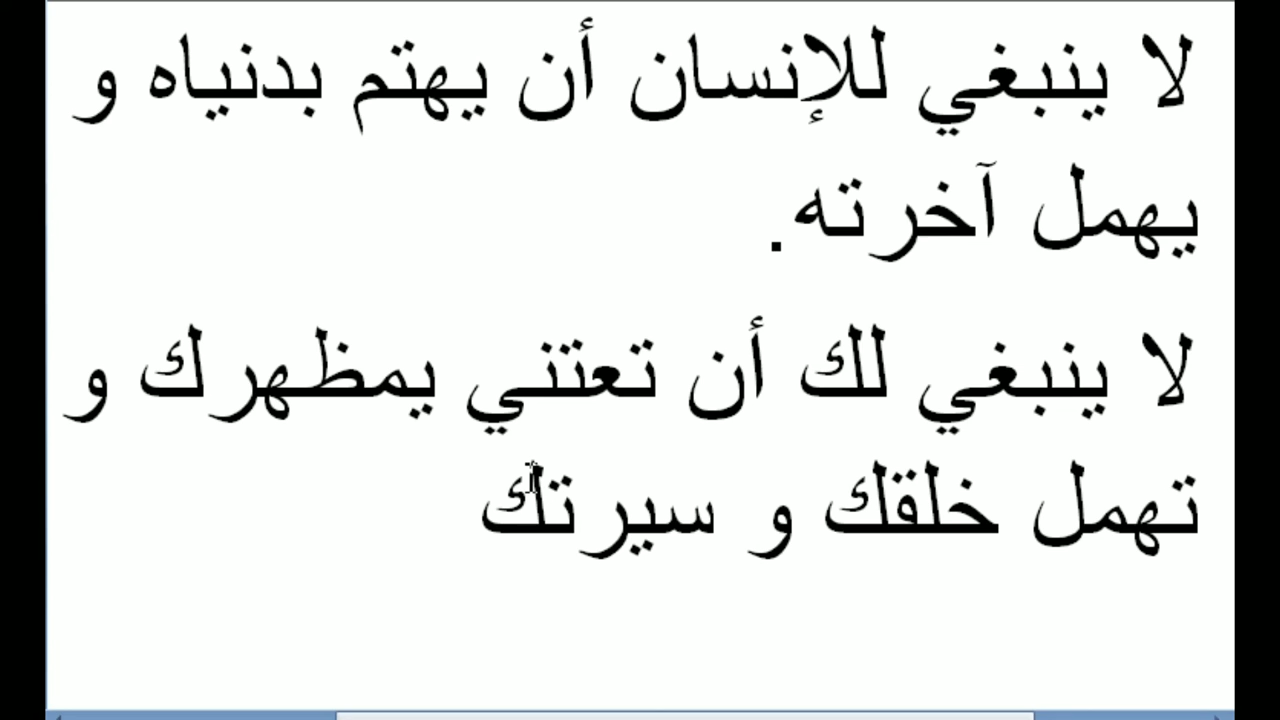 لا ينبغي للإنسان أن يهتم بدنياه و
يهمل آخرته.
لا ينبغي لك أن تعتني يمظهرك و
تهمل خلقك و سيرتك